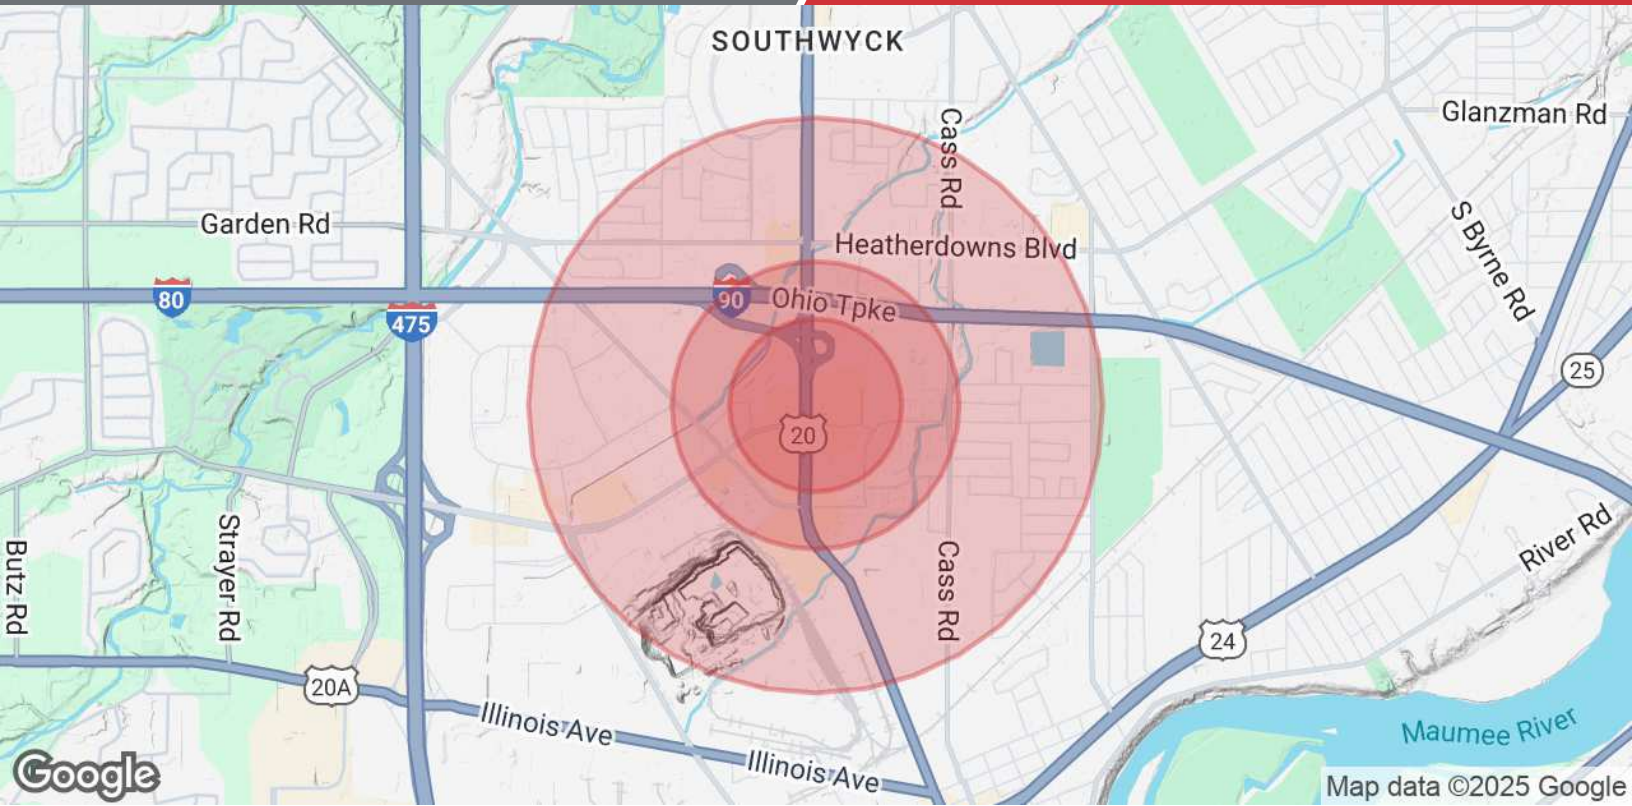 SOUTHWYCK
Glanzman Rd
Cass Rd
Garden Rd
Heatherdowns Blvd
S Byrne Rd
80
90
Ohio Tpke
475
25
20
Strayer Rd
Butz Rd
Cass Rd
River Rd
24
20A
Illinois Ave
Illinois Ave
Maumee River
Google
Map data ©2025 Google